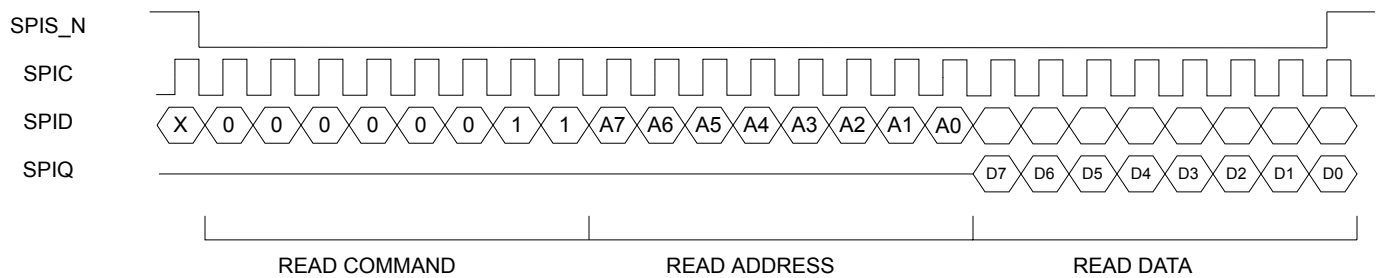 SPIS_N
SPIC
SPID X 0 0 0 0 0 0 1 1 A7 A6 A5 A4 A3 A2 A1 A0
SPIQ D7 D6 D5 D4 D3 D2 D1 D0
READ COMMAND READ ADDRESS READ DATA